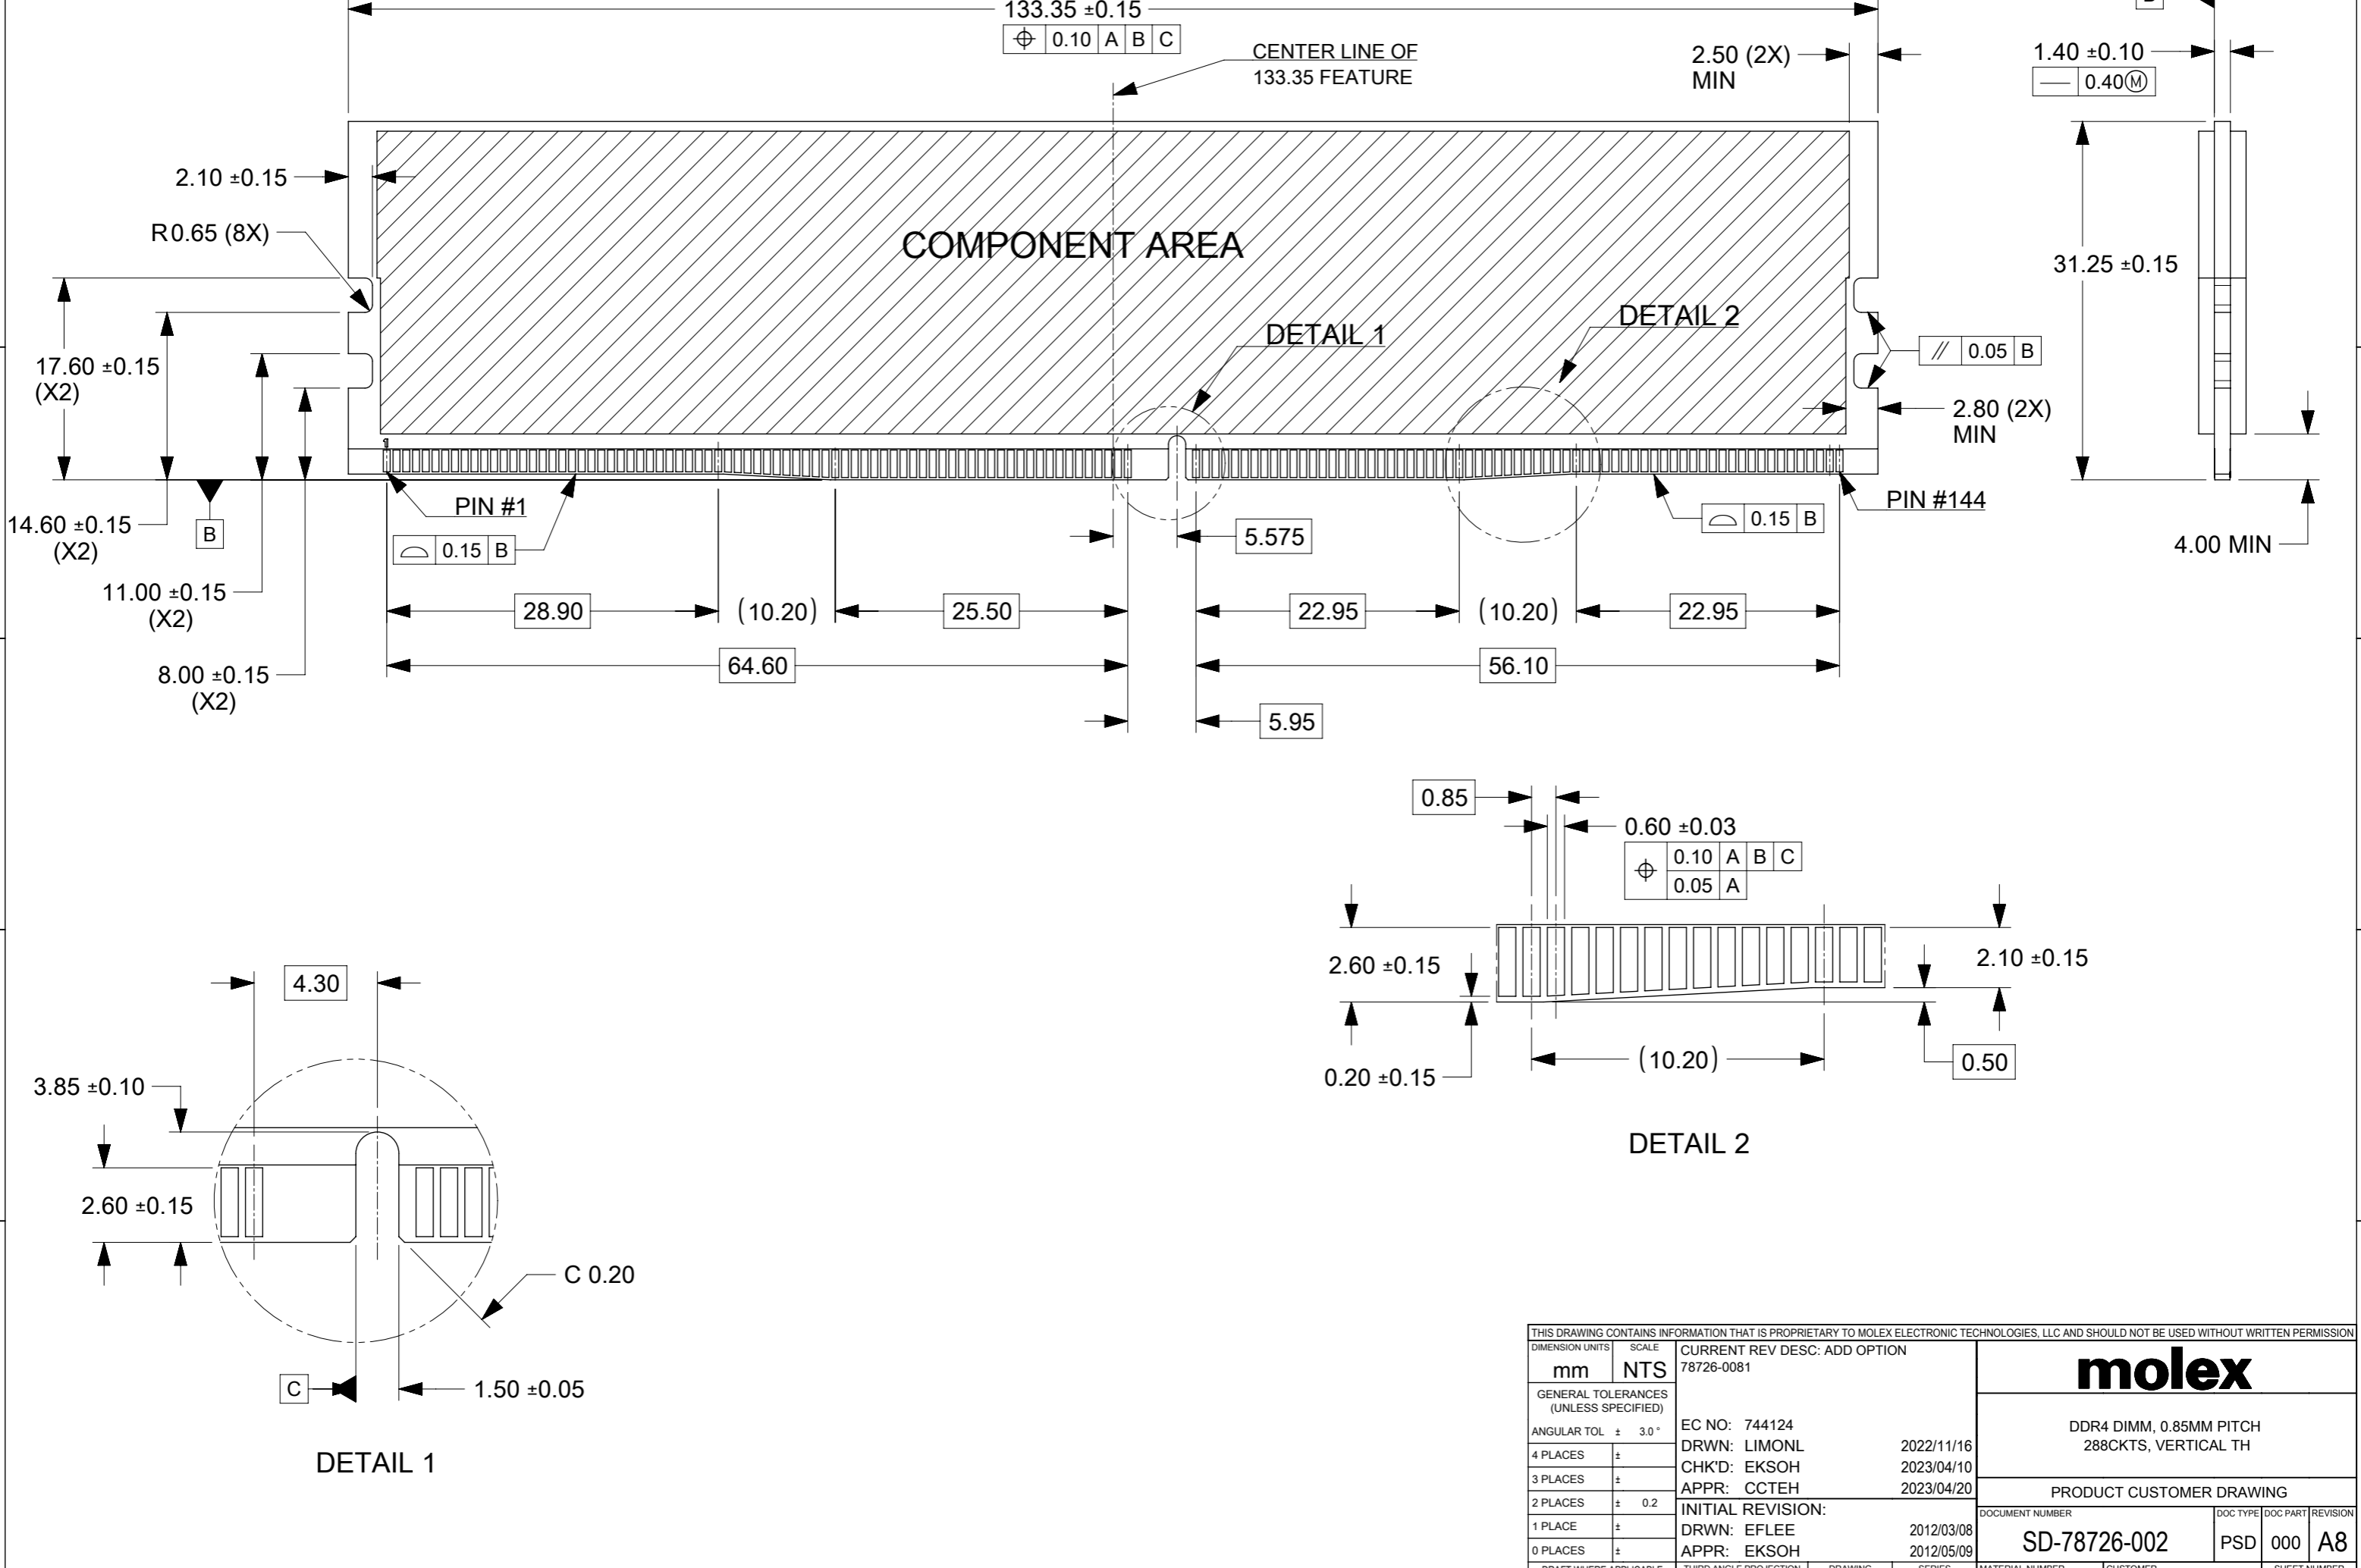 133.35 ±0.15
⌖ 0.10 A B C
CENTER LINE OF
133.35 FEATURE
2.50 (2X)
MIN
1.40 ±0.10
— 0.40Ⓜ
2.10 ±0.15
R0.65 (8X)
COMPONENT AREA
31.25 ±0.15
DETAIL 1
DETAIL 2
17.60 ±0.15
(X2)
// 0.05 B
2.80 (2X)
MIN
1
PIN #1
PIN #144
14.60 ±0.15
(X2)
B
⌓ 0.15 B
5.575
⌓ 0.15 B
4.00 MIN
11.00 ±0.15
(X2)
28.90
(10.20)
25.50
22.95
(10.20)
22.95
8.00 ±0.15
(X2)
64.60
56.10
5.95
0.85
0.60 ±0.03
⌖ 0.10 A B C
0.05 A
2.60 ±0.15
2.10 ±0.15
0.20 ±0.15
(10.20)
0.50
DETAIL 2
4.30
3.85 ±0.10
2.60 ±0.15
C 0.20
C
1.50 ±0.05
DETAIL 1
THIS DRAWING CONTAINS INFORMATION THAT IS PROPRIETARY TO MOLEX ELECTRONIC TECHNOLOGIES, LLC AND SHOULD NOT BE USED WITHOUT WRITTEN PERMISSION
DIMENSION UNITS
mm
SCALE
NTS
CURRENT REV DESC: ADD OPTION
78726-0081
GENERAL TOLERANCES
(UNLESS SPECIFIED)
ANGULAR TOL ± 3.0 °
4 PLACES ±
3 PLACES ±
2 PLACES ± 0.2
1 PLACE ±
0 PLACES ±
EC NO: 744124
DRWN: LIMONL 2022/11/16
CHK'D: EKSOH 2023/04/10
APPR: CCTEH 2023/04/20
INITIAL REVISION:
DRWN: EFLEE 2012/03/08
APPR: EKSOH 2012/05/09
molex
DDR4 DIMM, 0.85MM PITCH
288CKTS, VERTICAL TH
PRODUCT CUSTOMER DRAWING
DOCUMENT NUMBER
SD-78726-002
DOC TYPE
PSD
DOC PART
000
REVISION
A8
THIRD ANGLE PROJECTION
DRAWING
SERIES
MATERIAL NUMBER
CUSTOMER
SHEET NUMBER